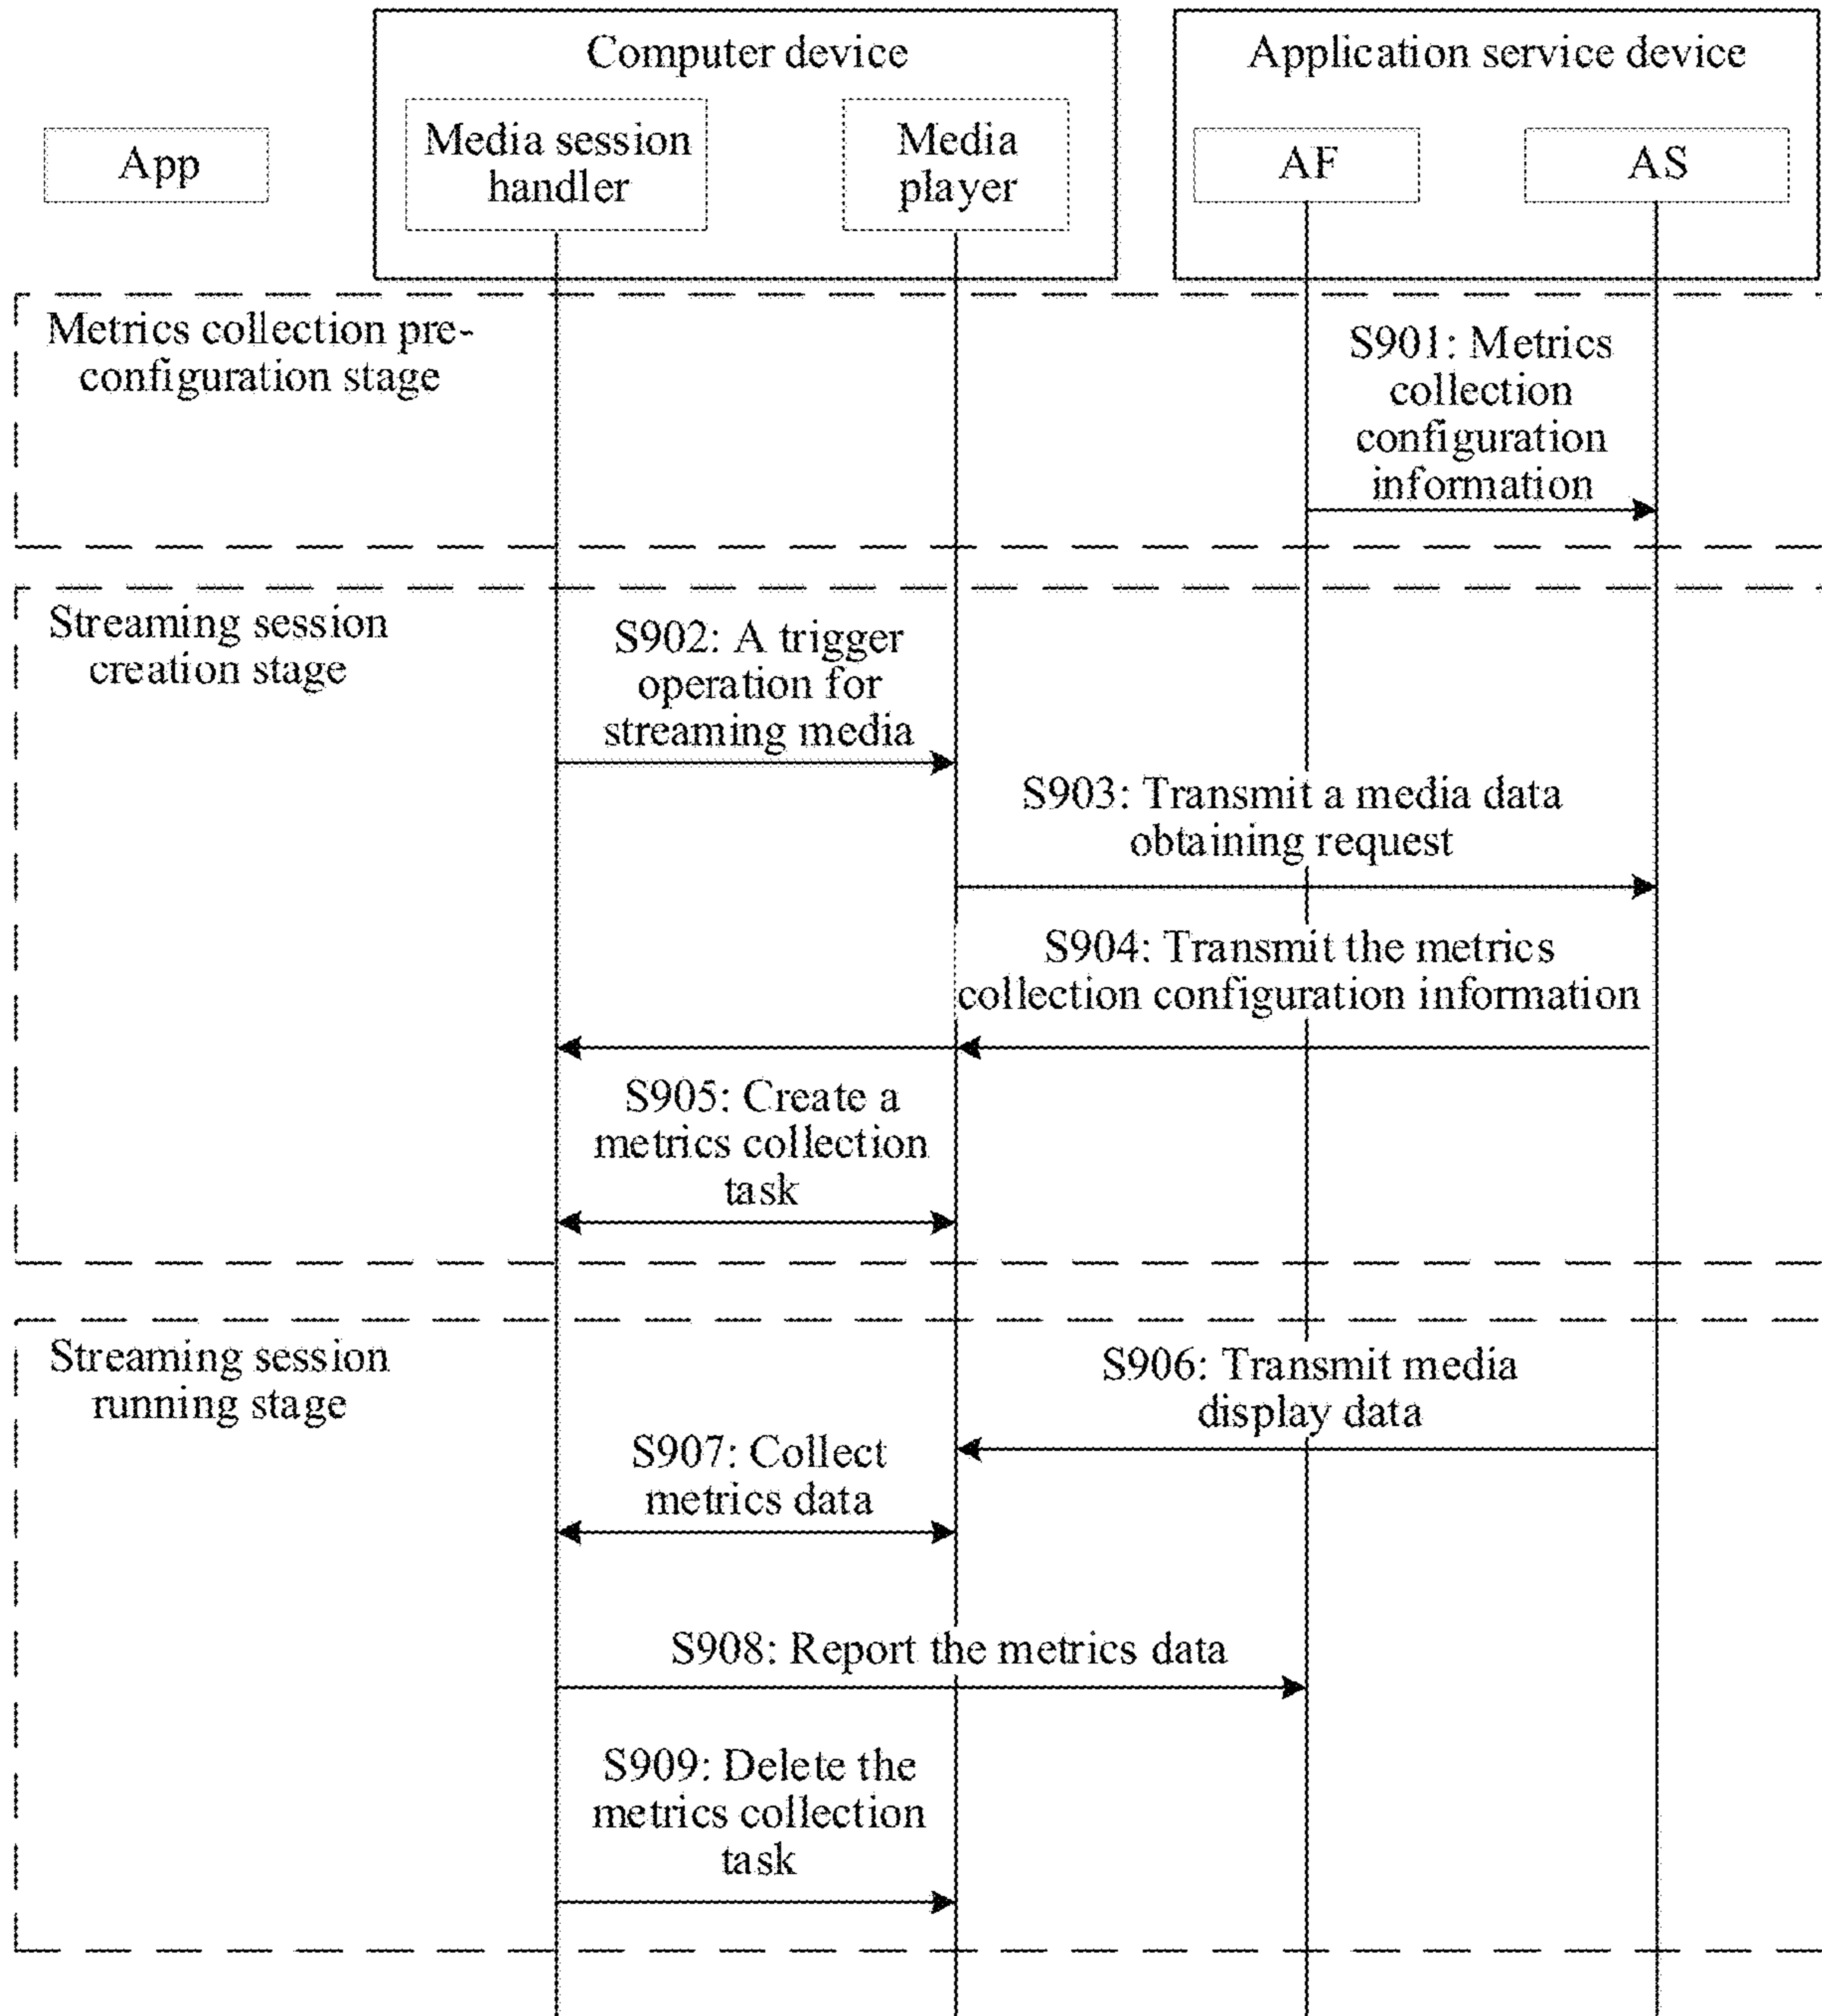 Computer device
Application service device
App
Media session
handler
Media
player
AF
AS
Metrics collection pre-
configuration stage
S901: Metrics
collection
configuration
information
Streaming session
creation stage
S902: A trigger
operation for
streaming media
S903: Transmit a media data
obtaining request
S904: Transmit the metrics
collection configuration information
S905: Create a
metrics collection
task
Streaming session
running stage
S906: Transmit media
display data
S907: Collect
metrics data
S908: Report the metrics data
S909: Delete the
metrics collection
task